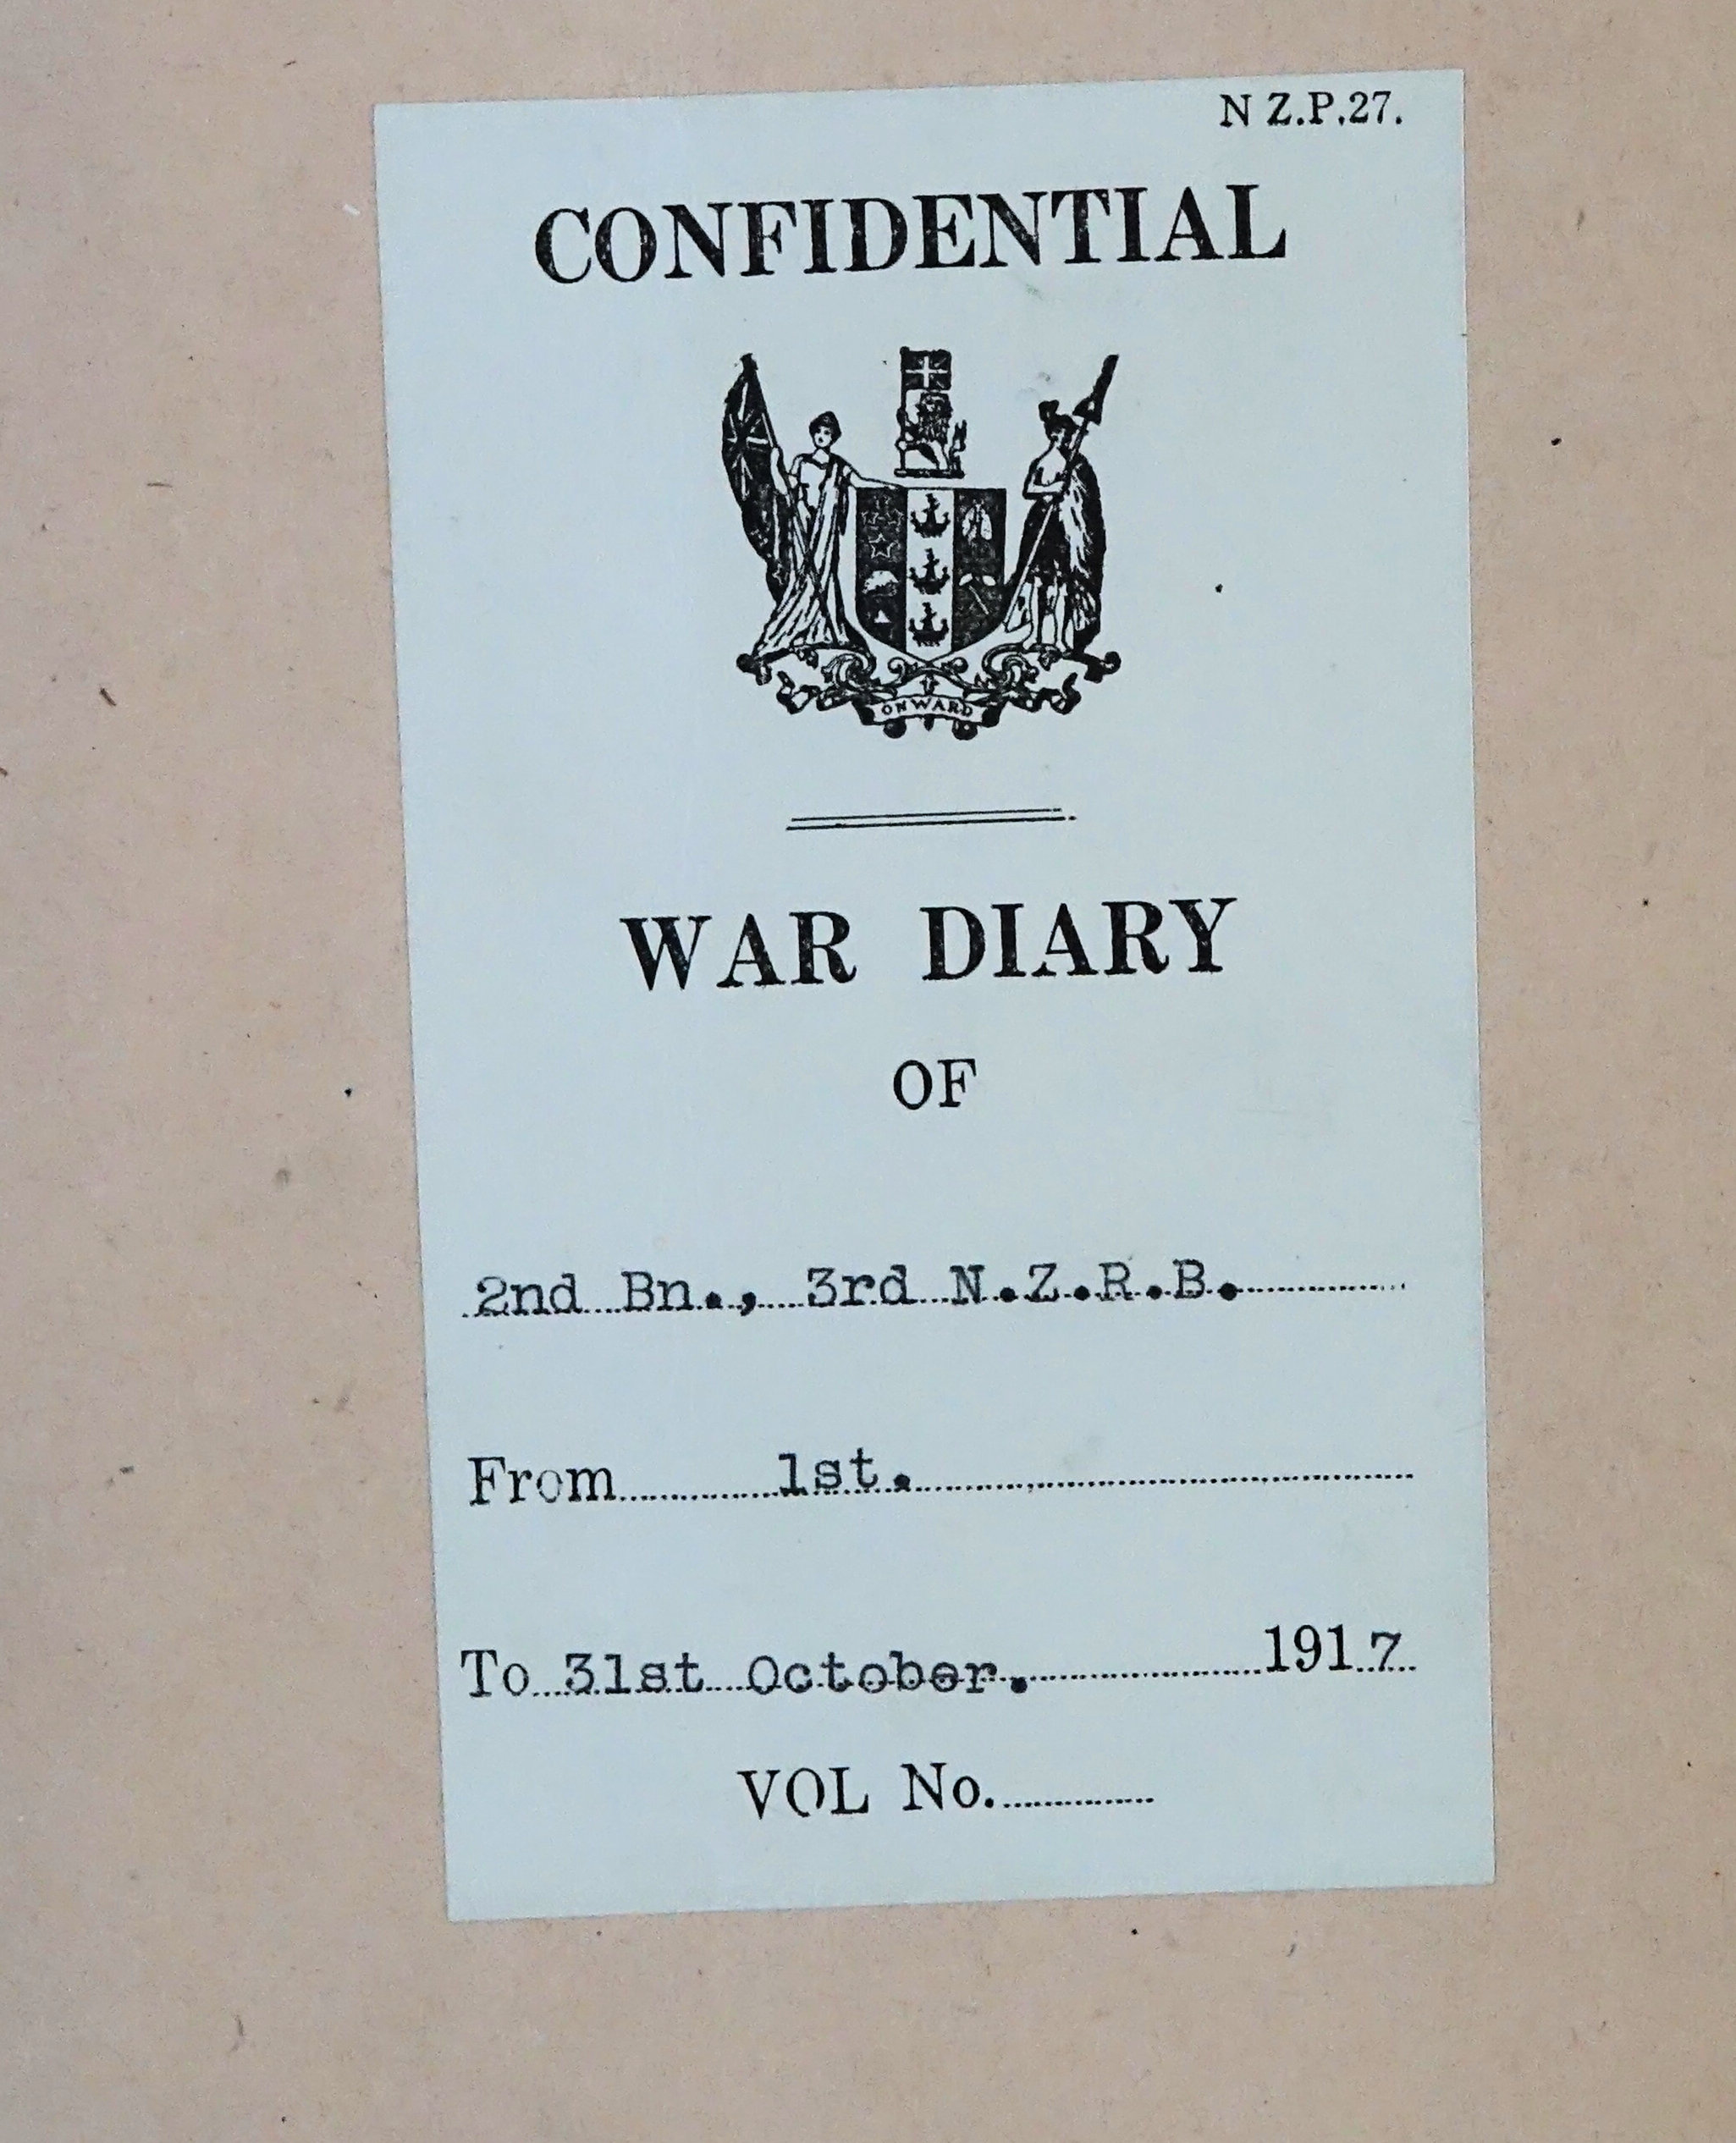 N Z.P.27.
CONFIDENTIAL
ONWARD
WAR DIARY
OF
2nd Bn., 3rd N.Z.R.B.
From 1st.
To 31st October. 1917
VOL No.